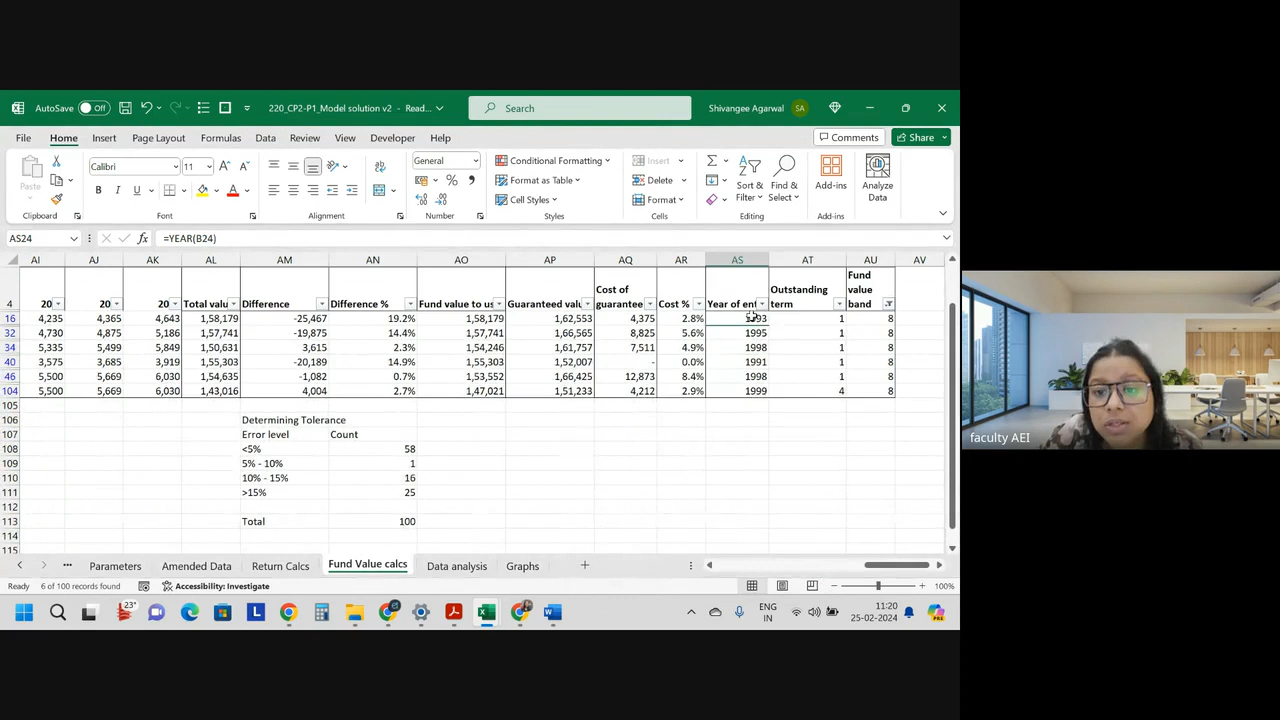 AutoSave Off 220_CP2-P1_Model solution v2 - Read... Search Shivangee Agarwal SA
File Home Insert Page Layout Formulas Data Review View Developer Help Comments Share
Paste Calibri 11 General Conditional Formatting Insert
Format as Table Delete Sort & Filter Find & Select Add-ins Analyze Data
B I U Cell Styles Format
Clipboard Font Alignment Number Styles Cells Editing Add-ins
AS24 =YEAR(B24)
AI AJ AK AL AM AN AO AP AQ AR AS AT AU AV
4 20 20 20 Total valu Difference Difference % Fund value to us Guaranteed valu Cost of guarantee Cost % Year of ent Outstanding term Fund value band
16 4,235 4,365 4,643 1,58,179 -25,467 19.2% 1,58,179 1,62,553 4,375 2.8% 1 8
32 4,730 4,875 5,186 1,57,741 -19,875 14.4% 1,57,741 1,66,565 8,825 5.6% 1995 1 8
34 5,335 5,499 5,849 1,50,631 3,615 2.3% 1,54,246 1,61,757 7,511 4.9% 1998 1 8
40 3,575 3,685 3,919 1,55,303 -20,189 14.9% 1,55,303 1,52,007 - 0.0% 1991 1 8
46 5,500 5,669 6,030 1,54,635 -1,082 0.7% 1,53,552 1,66,425 12,873 8.4% 1998 1 8
104 5,500 5,669 6,030 1,43,016 4,004 2.7% 1,47,021 1,51,233 4,212 2.9% 1999 4 8
105
106 Determining Tolerance
107 Error level Count
108 <5% 58
109 5% - 10% 1
110 10% - 15% 16
111 >15% 25
112
113 Total 100
114
115
Parameters Amended Data Return Calcs Fund Value calcs Data analysis Graphs
Ready 6 of 100 records found Accessibility: Investigate 100%
23° ENG IN 11:20 25-02-2024
faculty AEI